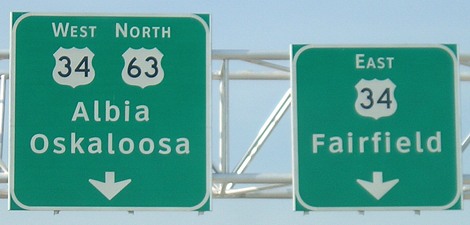 WEST NORTH
34 63
Albia
Oskaloosa
EAST
34
Fairfield